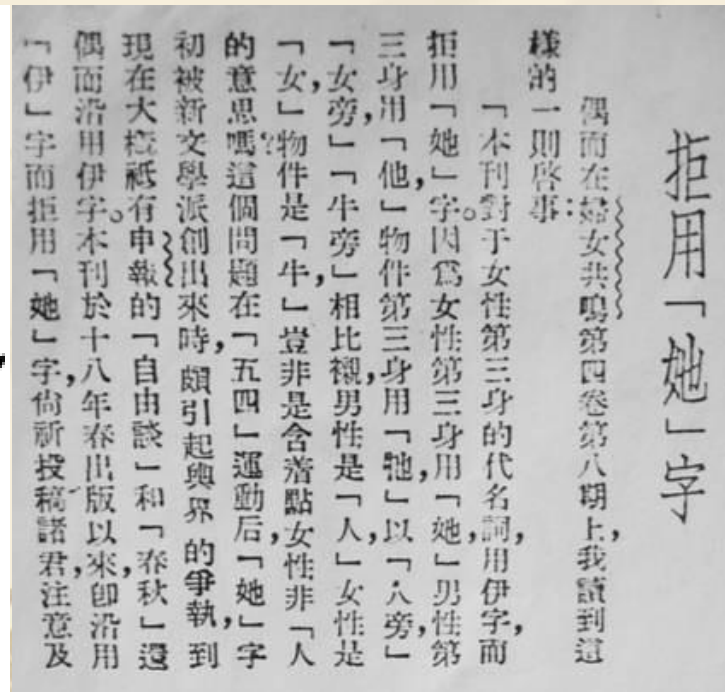 拒用「她」字
偶而在婦女共鳴第四卷第八期上，我讀到這
樣的一則啓事：
「本刊對于女性第三身的代名詞，用伊字，而
拒用「她」字。因爲女性第三身用「她」，男性第
三身用「他，」物件第三身用「牠，」以「人旁」
「女旁，」「牛旁」相比襯，男性是「人，」女性是
「女，」物件是「牛，」豈非是含着點女性非「人
的意思嗎？這個問題在「五四」運動后，「她」字
初被新文學派創出來時，頗引起輿界的爭執，到
現在大槪祇有申報的「自由談」和「春秋」還
偶而沿用伊字。本刊於十八年春出版以來，卽沿用
「伊」字而拒用「她」字，尙祈投稿諸君，注意及